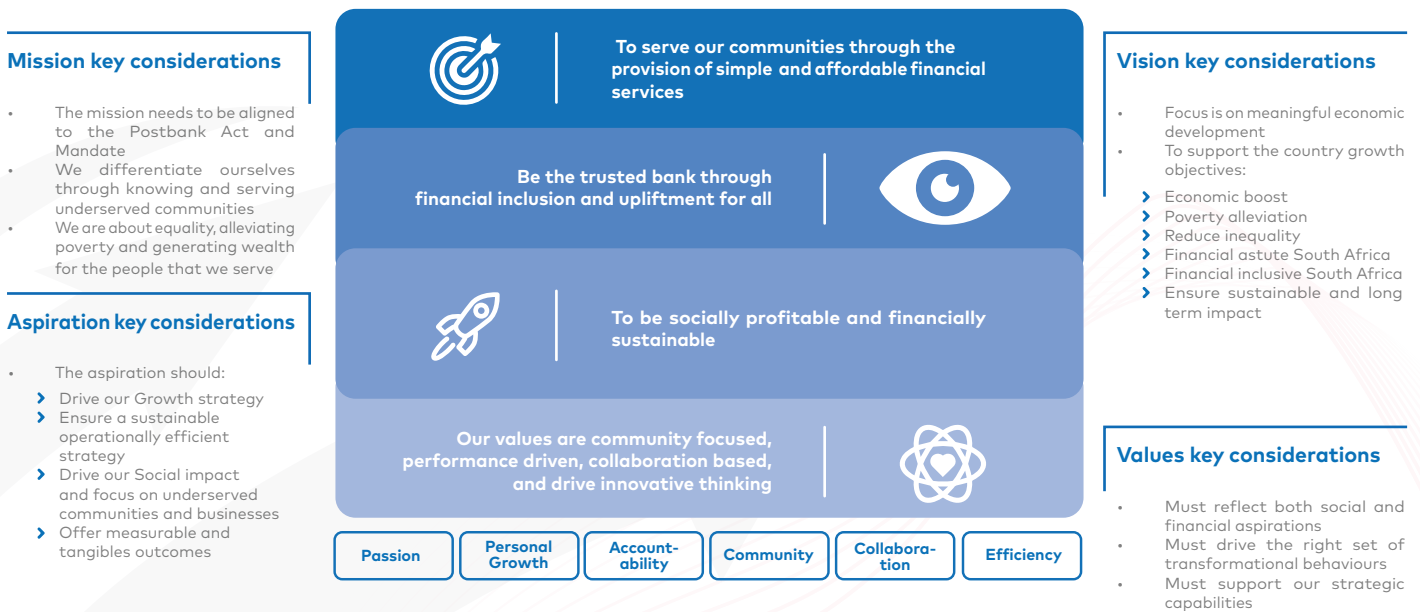 Mission key considerations
• The mission needs to be aligned
to the Postbank Act and
Mandate
• We differentiate ourselves
through knowing and serving
underserved communities
• We are about equality, alleviating
poverty and generating wealth
for the people that we serve
Aspiration key considerations
• The aspiration should:
Drive our Growth strategy
Ensure a sustainable
operationally efficient
strategy
Drive our Social impact
and focus on underserved
communities and businesses
Offer measurable and
tangibles outcomes
To serve our communities through the
provision of simple and affordable financial
services
Be the trusted bank through
financial inclusion and upliftment for all
To be socially profitable and financially
sustainable
Our values are community focused,
performance driven, collaboration based,
and drive innovative thinking
Passion
Personal
Growth
Account-
ability
Community
Collabora-
tion
Efficiency
Vision key considerations
• Focus is on meaningful economic
development
• To support the country growth
objectives:
Economic boost
Poverty alleviation
Reduce inequality
Financial astute South Africa
Financial inclusive South Africa
Ensure sustainable and long
term impact
Values key considerations
• Must reflect both social and
financial aspirations
• Must drive the right set of
transformational behaviours
• Must support our strategic
capabilities